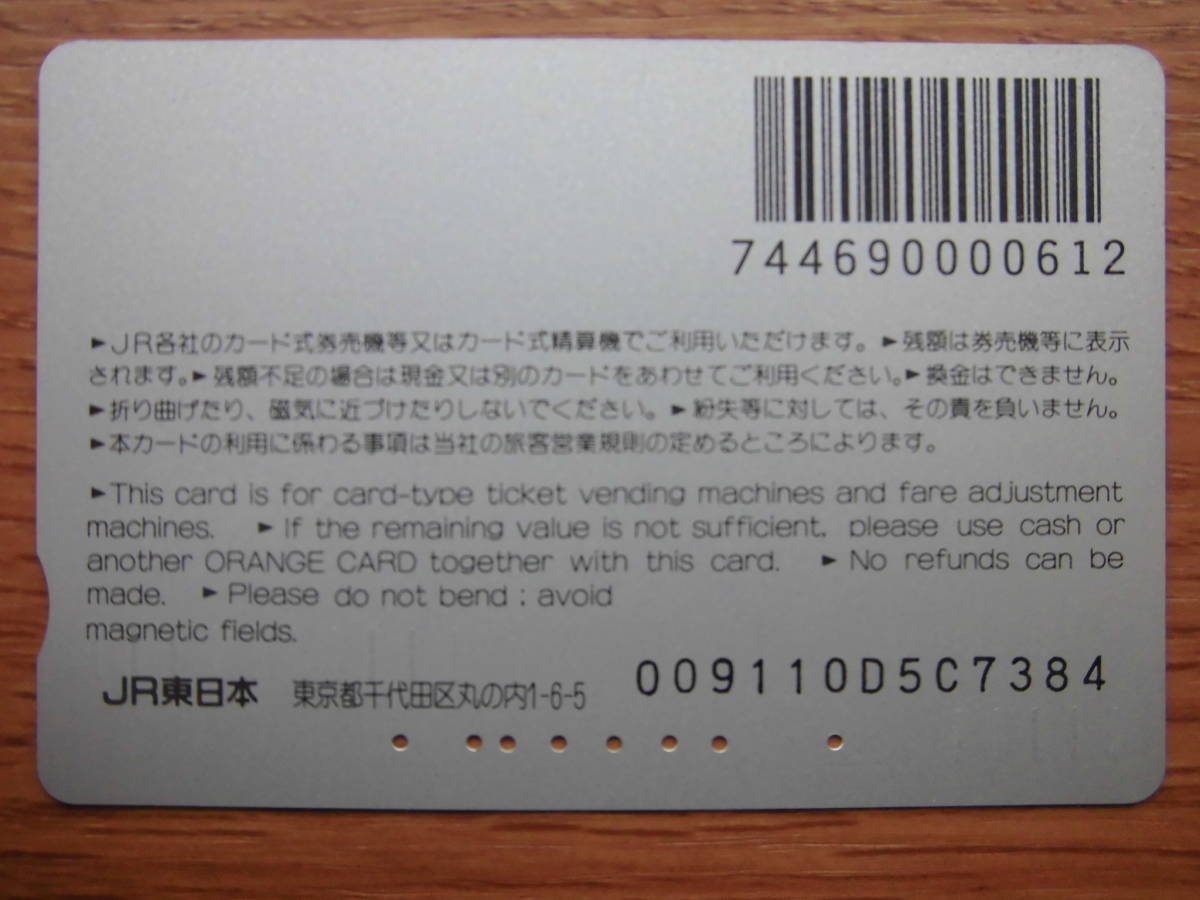 744690000612
►JR各社のカード式券売機等又はカード式精算機でご利用いただけます。►残額は券売機等に表示
されます。►残額不足の場合は現金又は別のカードをあわせてご利用ください。►換金はできません。
►折り曲げたり、磁気に近づけたりしないでください。►紛失等に対しては、その責を負いません。
►本カードの利用に係わる事項は当社の旅客営業規則の定めるところによります。
►This card is for card-type ticket vending machines and fare adjustment
machines. ►If the remaining value is not sufficient, please use cash or
another ORANGE CARD together with this card. ►No refunds can be
made. ►Please do not bend : avoid
magnetic fields.
JR東日本 東京都千代田区丸の内1-6-5 009110D5C7384